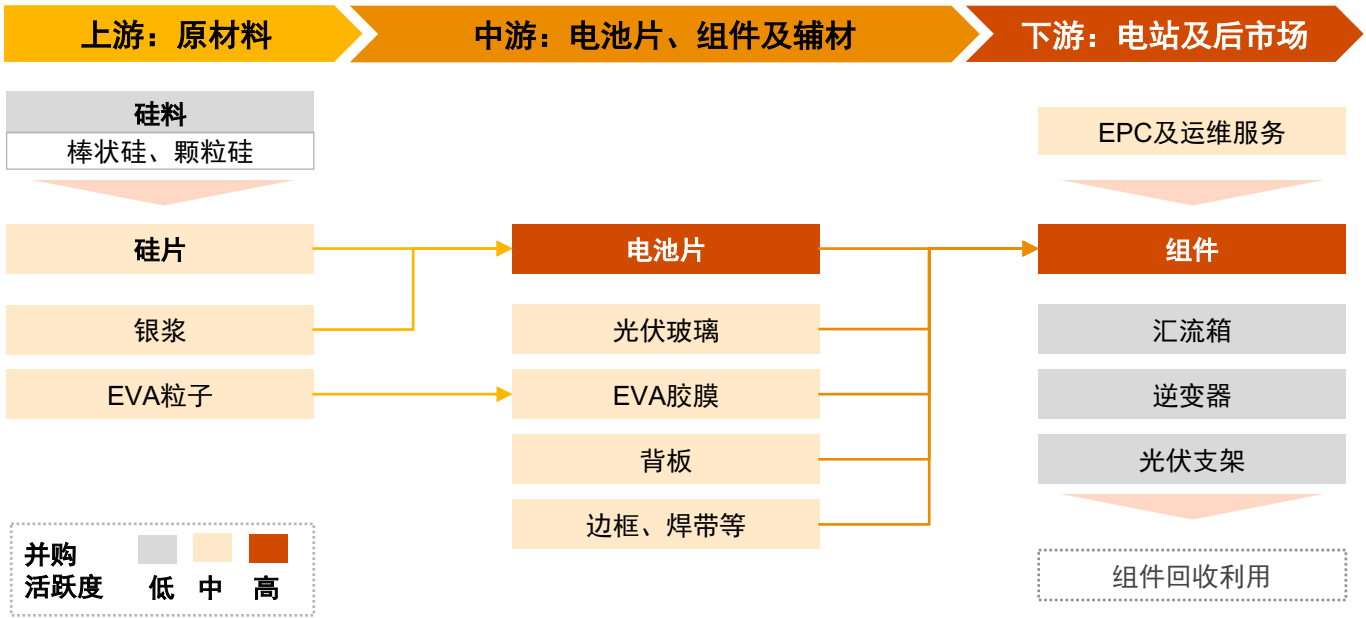 上游：原材料
中游：电池片、组件及辅材
下游：电站及后市场
硅料
棒状硅、颗粒硅
EPC及运维服务
硅片
电池片
组件
银浆
光伏玻璃
汇流箱
EVA粒子
EVA胶膜
逆变器
背板
光伏支架
边框、焊带等
并购
活跃度
低 中 高
组件回收利用